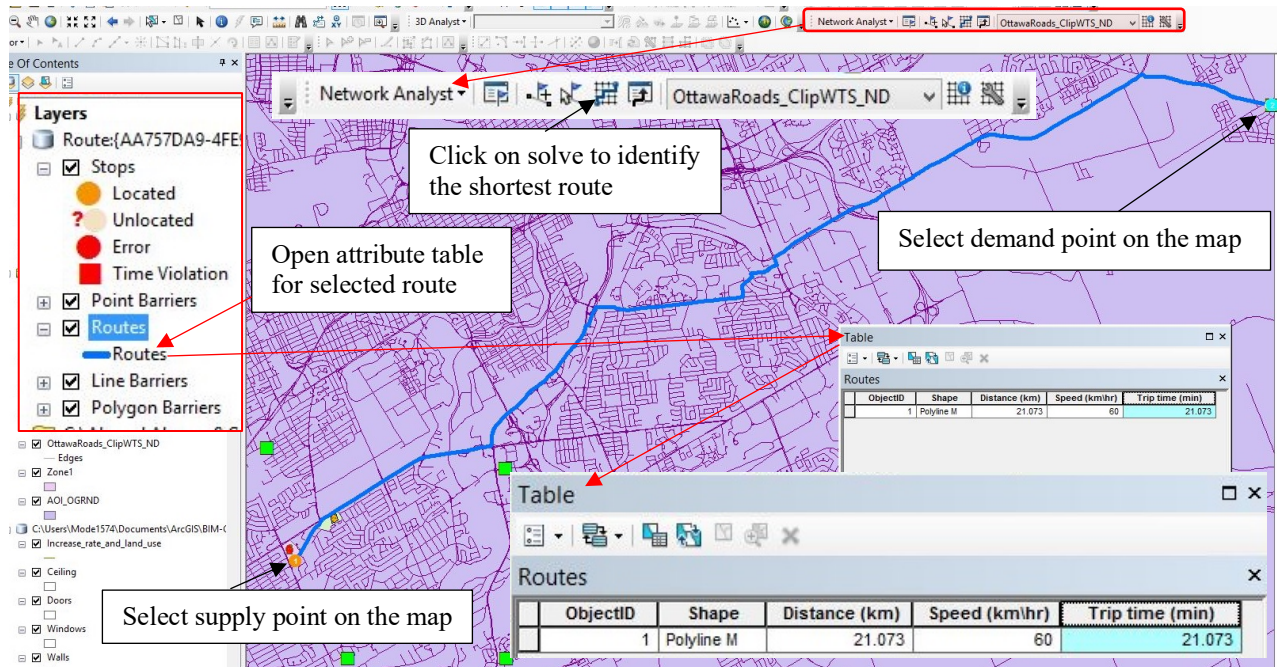 3D Analyst
Network Analyst
OttawaRoads_ClipWTS_ND
Of Contents
Network Analyst
OttawaRoads_ClipWTS_ND
Layers
Route:{AA757DA9-4FE
Stops
Located
? Unlocated
Error
Time Violation
Point Barriers
Routes
Routes
Line Barriers
Polygon Barriers
OttawaRoads_ClipWTS_ND
Edges
Zone1
AOI_OGRND
C:\Users\Mode1574\Documents\ArcGIS\BIM-
Increase_rate_and_land_use
Ceiling
Doors
Windows
Walls
Click on solve to identify
the shortest route
Select demand point on the map
Open attribute table
for selected route
Select supply point on the map
Table
Routes
ObjectID Shape Distance (km) Speed (km\hr) Trip time (min)
1 Polyline M 21.073 60 21.073
Table
Routes
ObjectID Shape Distance (km) Speed (km\hr) Trip time (min)
1 Polyline M 21.073 60 21.073